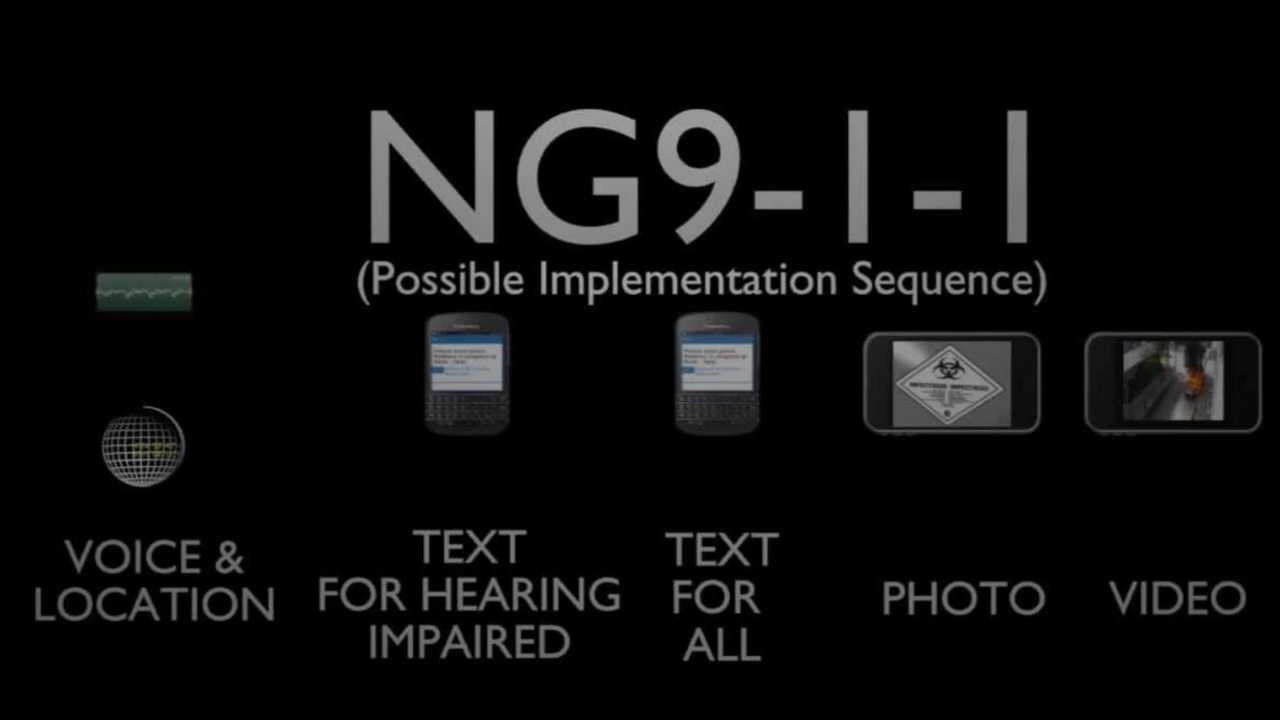 NG9-1-1
(Possible Implementation Sequence)
VOICE &
LOCATION
TEXT
FOR HEARING
IMPAIRED
TEXT
FOR
ALL
PHOTO
VIDEO